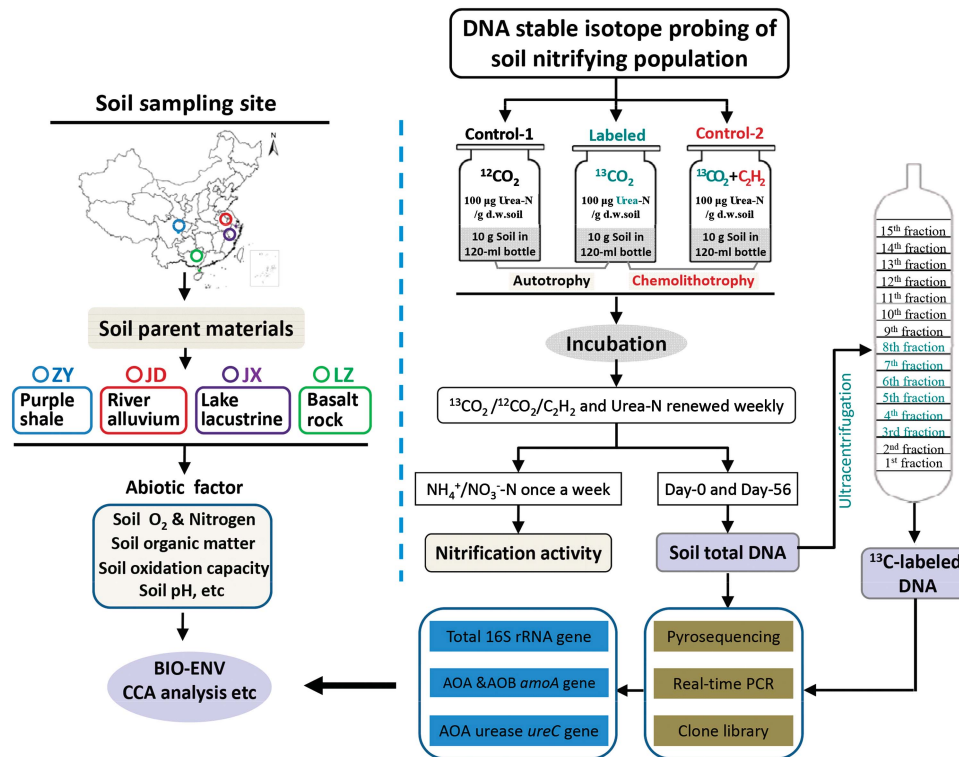 DNA stable isotope probing of
soil nitrifying population
Soil sampling site
N
Soil parent materials
ZY
JD
JX
LZ
Purple
shale
River
alluvium
Lake
lacustrine
Basalt
rock
Abiotic factor
Soil O₂ & Nitrogen
Soil organic matter
Soil oxidation capacity
Soil pH, etc
BIO-ENV
CCA analysis etc
Control-1
Labeled
Control-2
¹²CO₂
100 µg Urea-N
/g d.w.soil
10 g Soil in
120-ml bottle
¹³CO₂
100 µg Urea-N
/g d.w.soil
10 g Soil in
120-ml bottle
¹³CO₂+C₂H₂
100 µg Urea-N
/g d.w.soil
10 g Soil in
120-ml bottle
Autotrophy
Chemolithotrophy
Incubation
¹³CO₂/¹²CO₂/C₂H₂ and Urea-N renewed weekly
NH₄⁺/NO₃⁻-N once a week
Day-0 and Day-56
Nitrification activity
Soil total DNA
Ultracentrifugation
15th fraction
14th fraction
13th fraction
12th fraction
11th fraction
10th fraction
9th fraction
8th fraction
7th fraction
6th fraction
5th fraction
4th fraction
3rd fraction
2nd fraction
1st fraction
¹³C-labeled
DNA
Total 16S rRNA gene
AOA &AOB amoA gene
AOA urease ureC gene
Pyrosequencing
Real-time PCR
Clone library